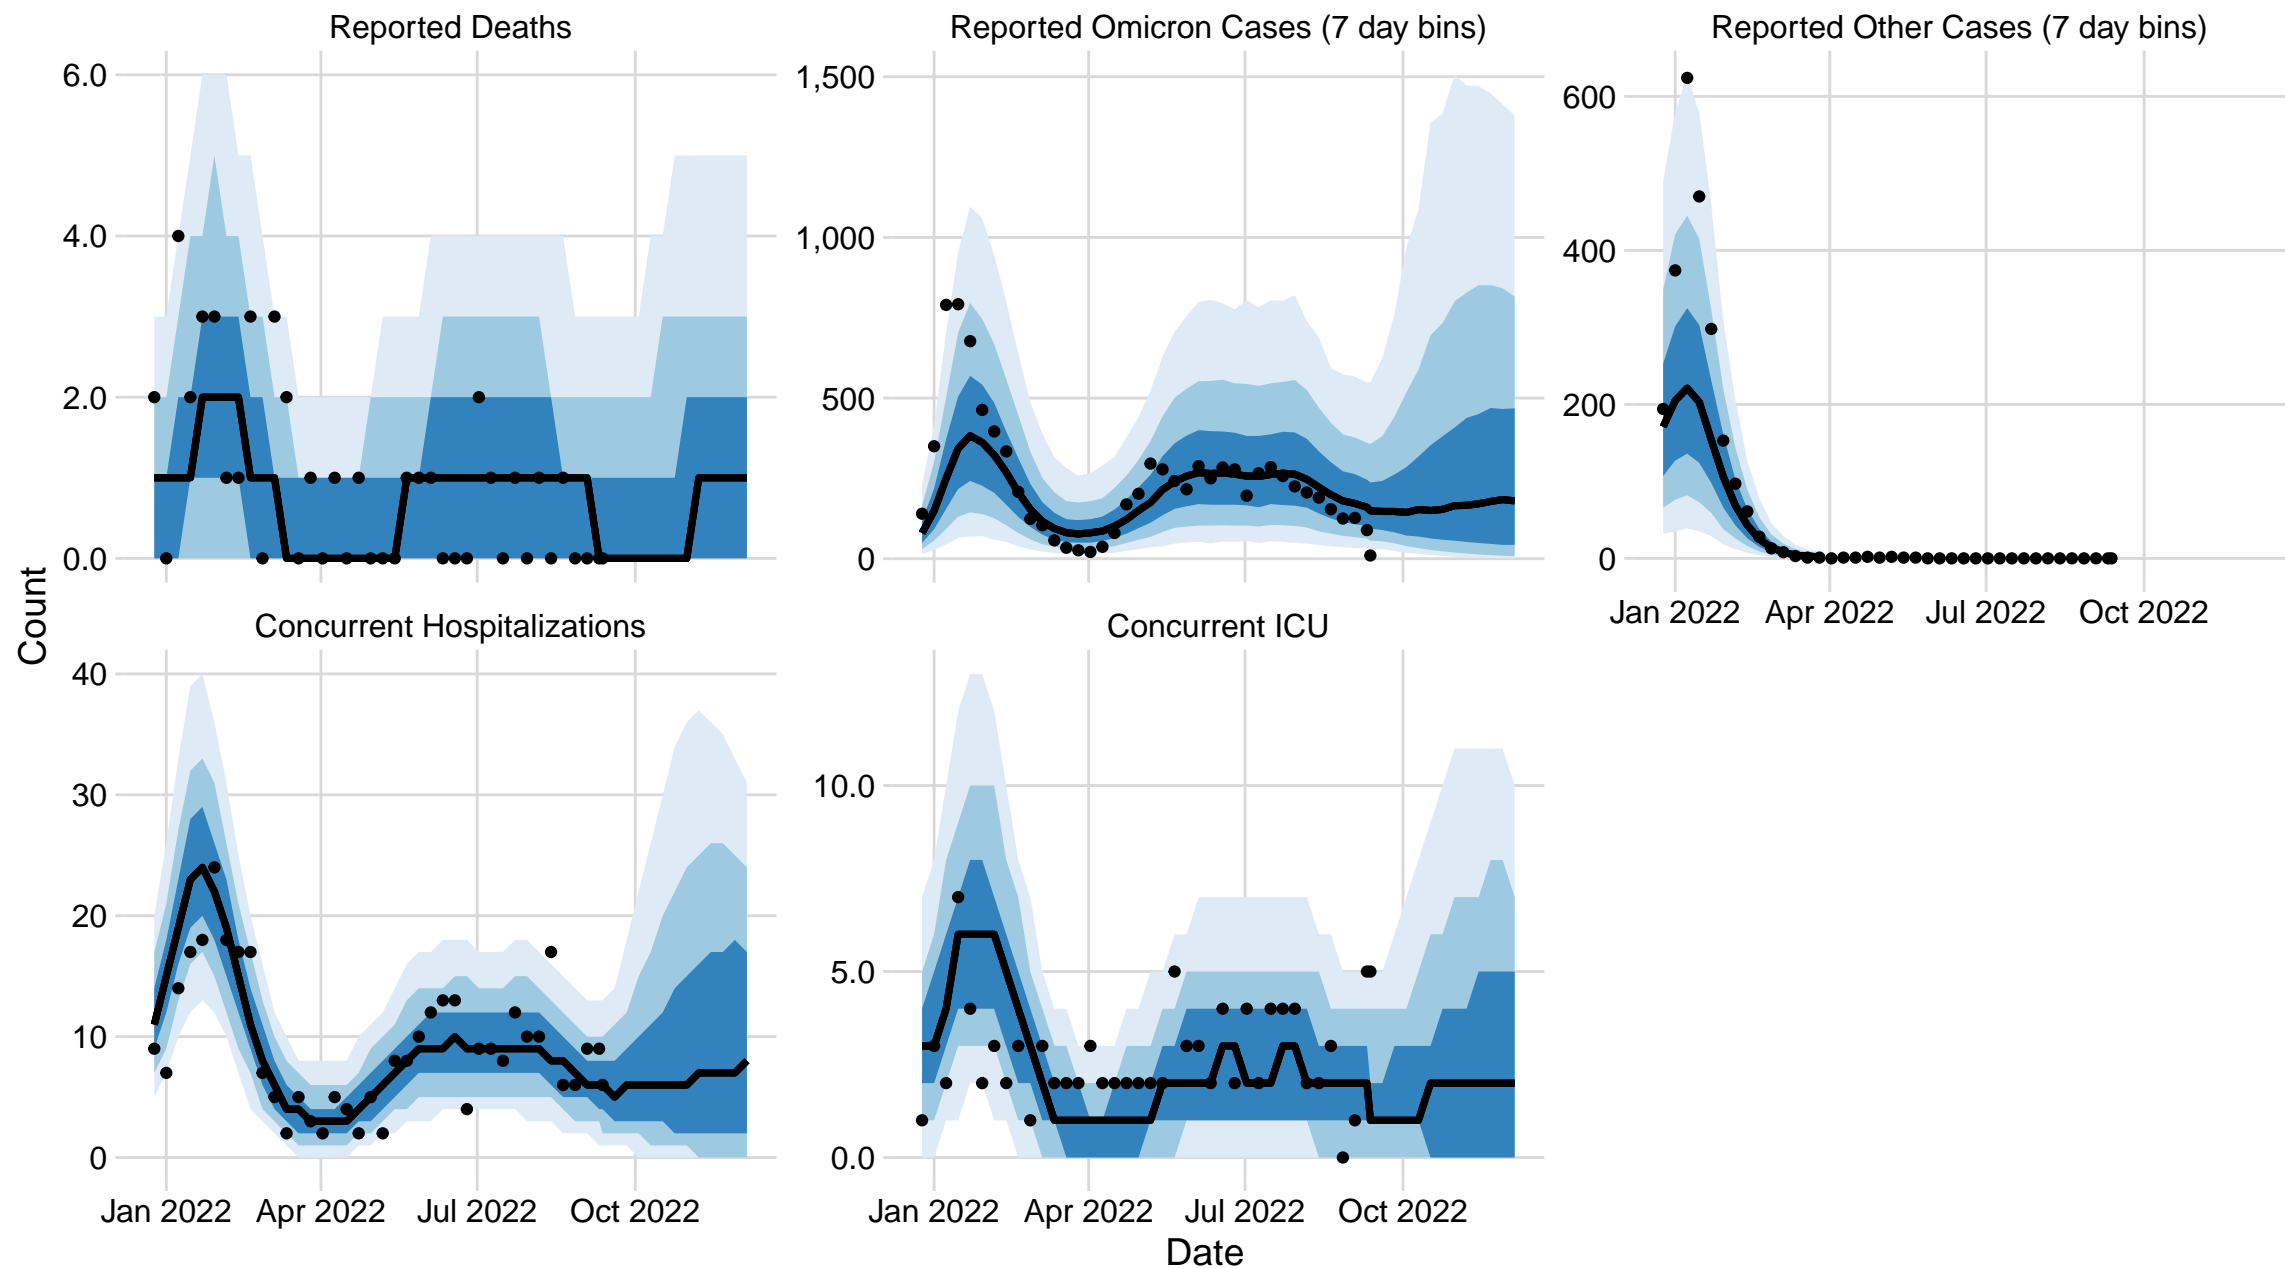 Reported Deaths
Reported Omicron Cases (7 day bins)
Reported Other Cases (7 day bins)
6.0
4.0
2.0
0.0
1,500
1,000
500
0
600
400
200
0
Jan 2022 Apr 2022 Jul 2022 Oct 2022
Count
Concurrent Hospitalizations
Concurrent ICU
40
30
20
10
0
10.0
5.0
0.0
Jan 2022 Apr 2022 Jul 2022 Oct 2022
Jan 2022 Apr 2022 Jul 2022 Oct 2022
Date